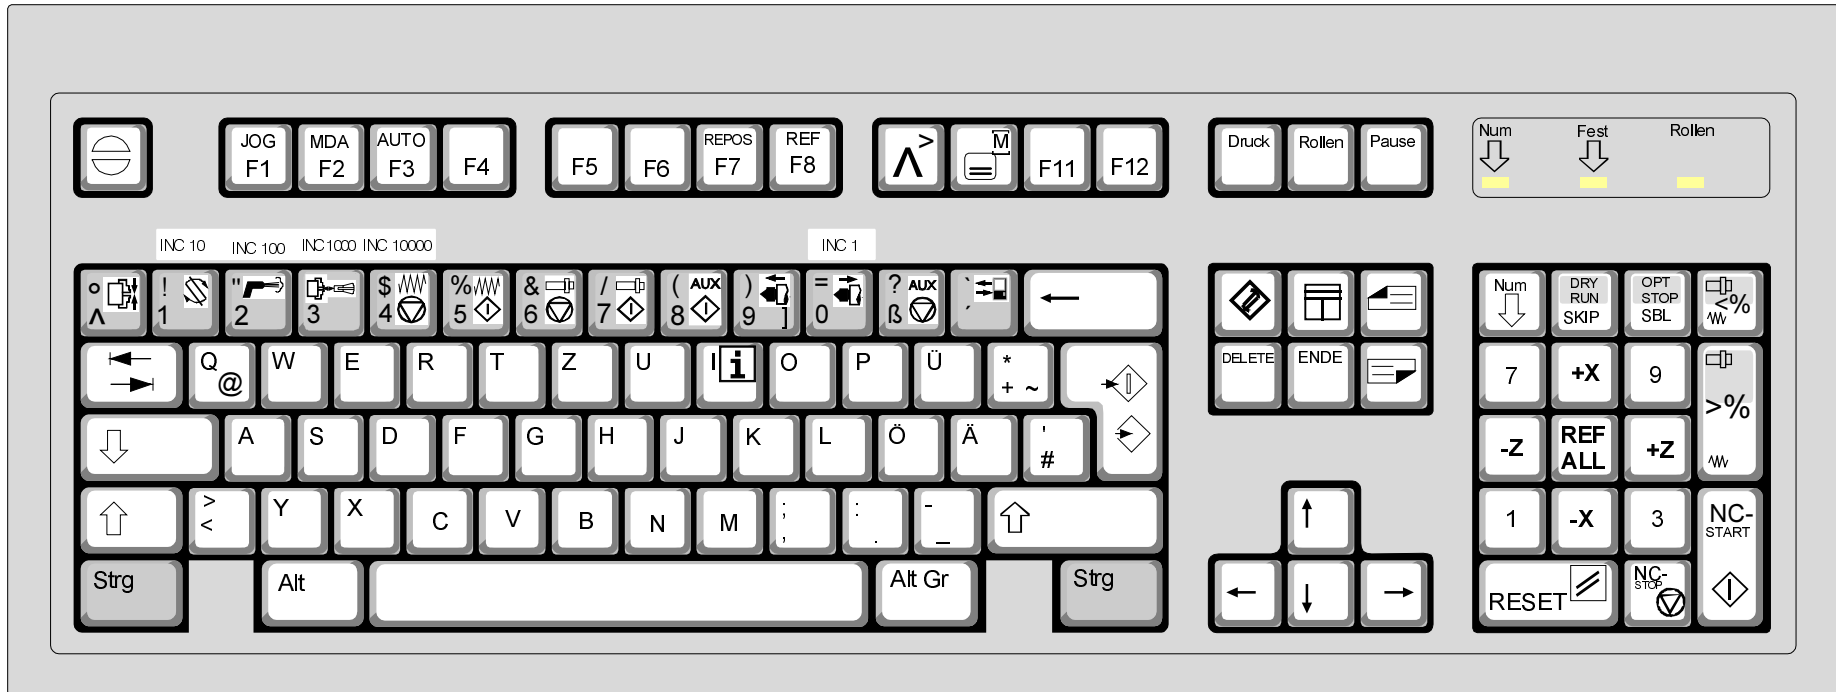 JOG
F1
MDA
F2
AUTO
F3
F4
F5
F6
REPOS
F7
REF
F8
Λ >
M
F11
F12
Druck
Rollen
Pause
Num
Fest
Rollen
INC 10
INC 100
INC 1000
INC 10000
INC 1
°
Λ
!
1
"
2
3
$
4
%
5
&
6
/
7
( AUX
8
)
9 ]
=
0
? AUX
ß
`
´
Num
DRY
RUN
SKIP
OPT
STOP
SBL
<%
Q
@
W
E
R
T
Z
U
I i
O
P
Ü
*
+ ~
DELETE
ENDE
7
+X
9
>%
A
S
D
F
G
H
J
K
L
Ö
Ä
'
#
-Z
REF
ALL
+Z
>
<
Y
X
C
V
B
N
M
;
,
:
.
-
_
1
-X
3
NC-
START
Strg
Alt
Alt Gr
Strg
RESET
NC-
STOP